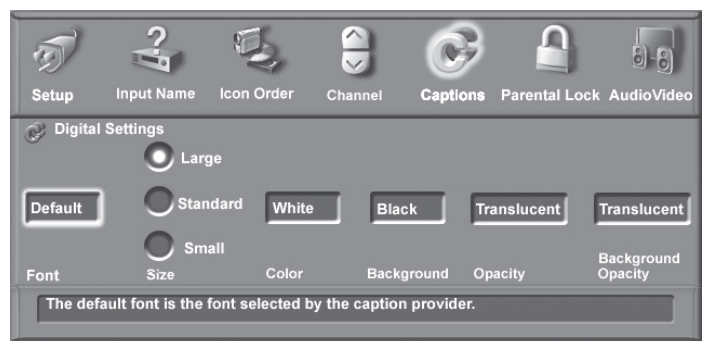 Setup
Input Name
Icon Order
Channel
Captions
Parental Lock
AudioVideo
Digital Settings
Large
Standard
Small
Default
White
Black
Translucent
Translucent
Font
Size
Color
Background
Opacity
Background
Opacity
The default font is the font selected by the caption provider.